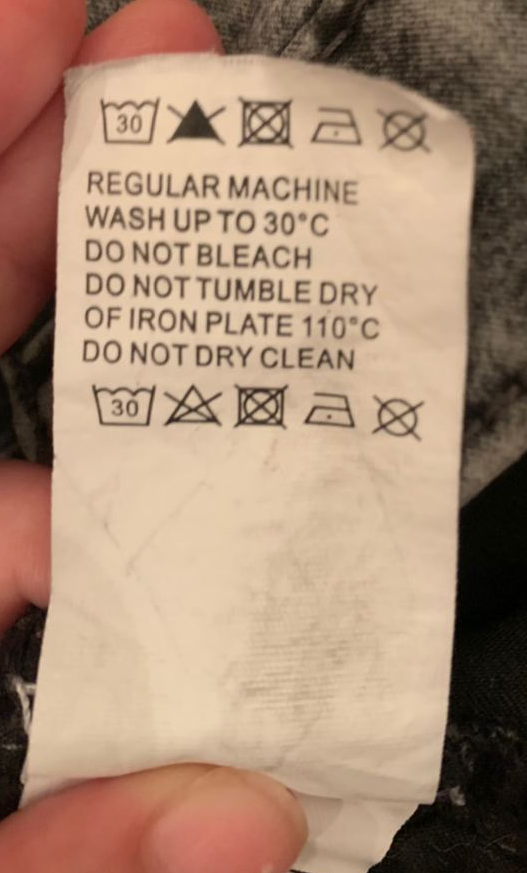 30
REGULAR MACHINE
WASH UP TO 30°C
DO NOT BLEACH
DO NOT TUMBLE DRY
OF IRON PLATE 110°C
DO NOT DRY CLEAN
30